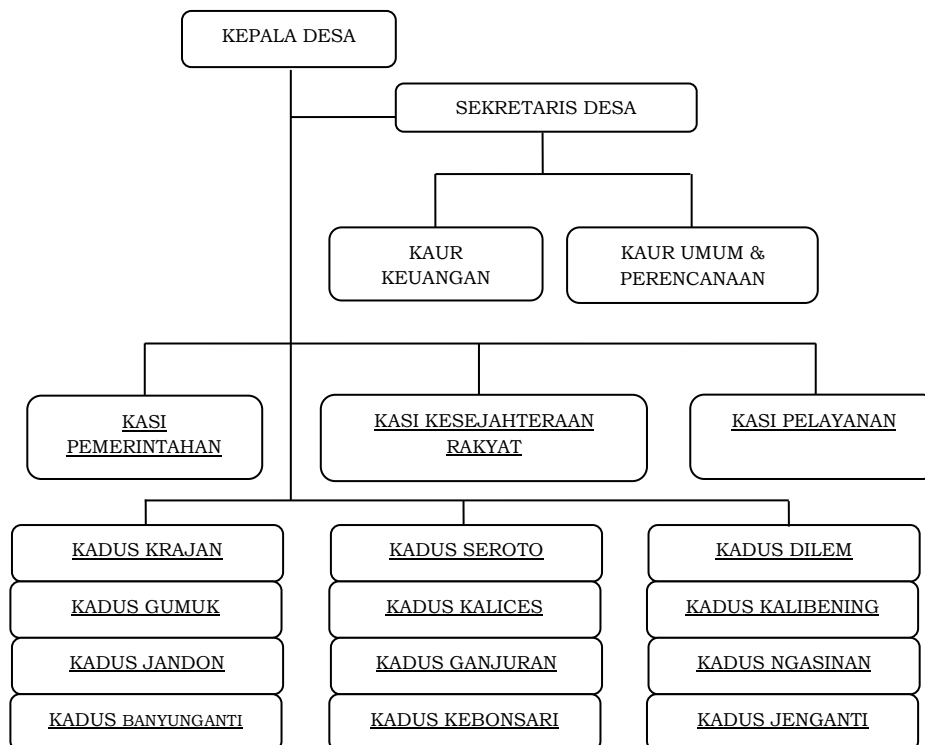 KEPALA DESA
SEKRETARIS DESA
KAUR
KEUANGAN
KAUR UMUM &
PERENCANAAN
KASI
PEMERINTAHAN
KASI KESEJAHTERAAN
RAKYAT
KASI PELAYANAN
KADUS KRAJAN
KADUS SEROTO
KADUS DILEM
KADUS GUMUK
KADUS KALICES
KADUS KALIBENING
KADUS JANDON
KADUS GANJURAN
KADUS NGASINAN
KADUS BANYUNGANTI
KADUS KEBONSARI
KADUS JENGANTI